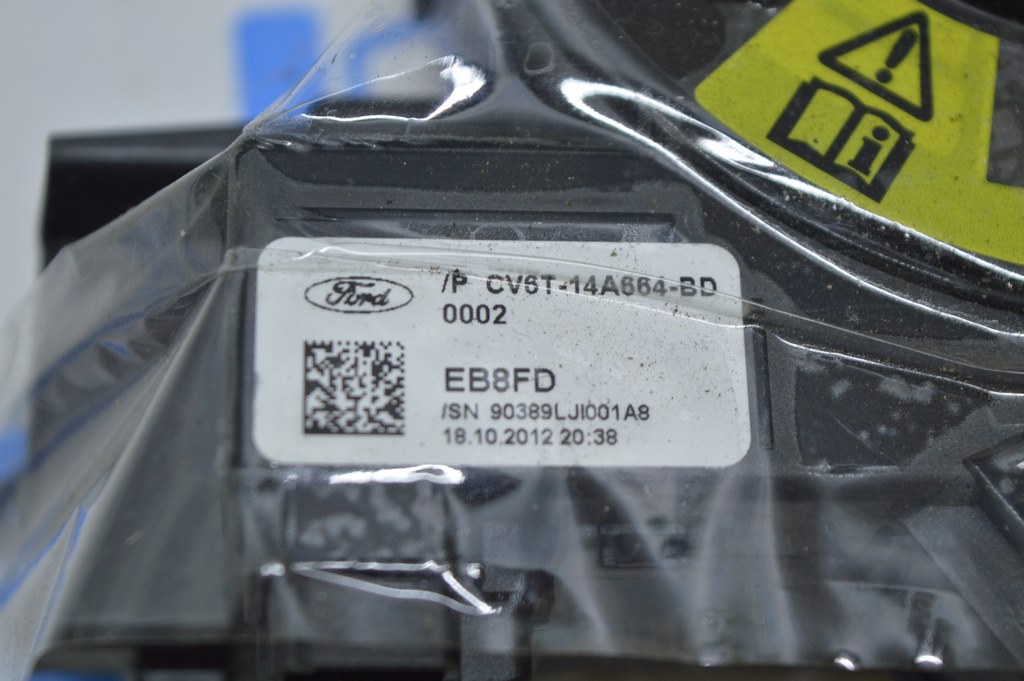 Ford
/P CV6T-14A664-BD
0002
EB8FD
/SN 90389LJI001A8
18.10.2012 20:38